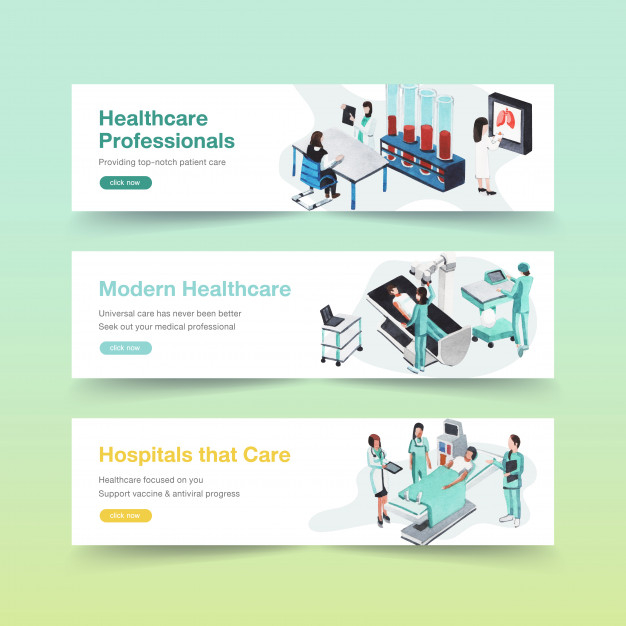 Healthcare
Professionals
Providing top-notch patient care
click now
Modern Healthcare
Universal care has never been better
Seek out your medical professional
click now
Hospitals that Care
Healthcare focused on you
Support vaccine & antiviral progress
click now